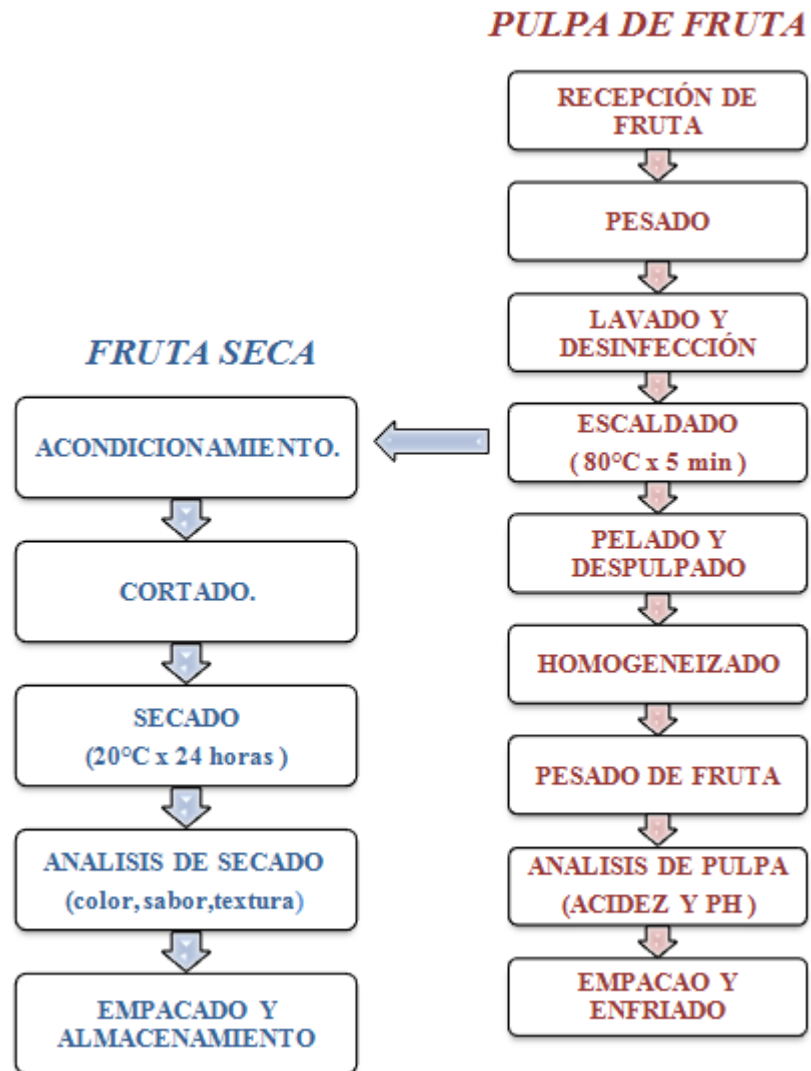 PULPA DE FRUTA
RECEPCIÓN DE
FRUTA
PESADO
LAVADO Y
DESINFECCIÓN
ESCALDADO
( 80°C x 5 min )
PELADO Y
DESPULPADO
HOMOGENEIZADO
PESADO DE FRUTA
ANALISIS DE PULPA
(ACIDEZ Y PH )
EMPACAO Y
ENFRIADO
FRUTA SECA
ACONDICIONAMIENTO.
CORTADO.
SECADO
(20°C x 24 horas )
ANALISIS DE SECADO
(color,sabor,textura)
EMPACADO Y
ALMACENAMIENTO